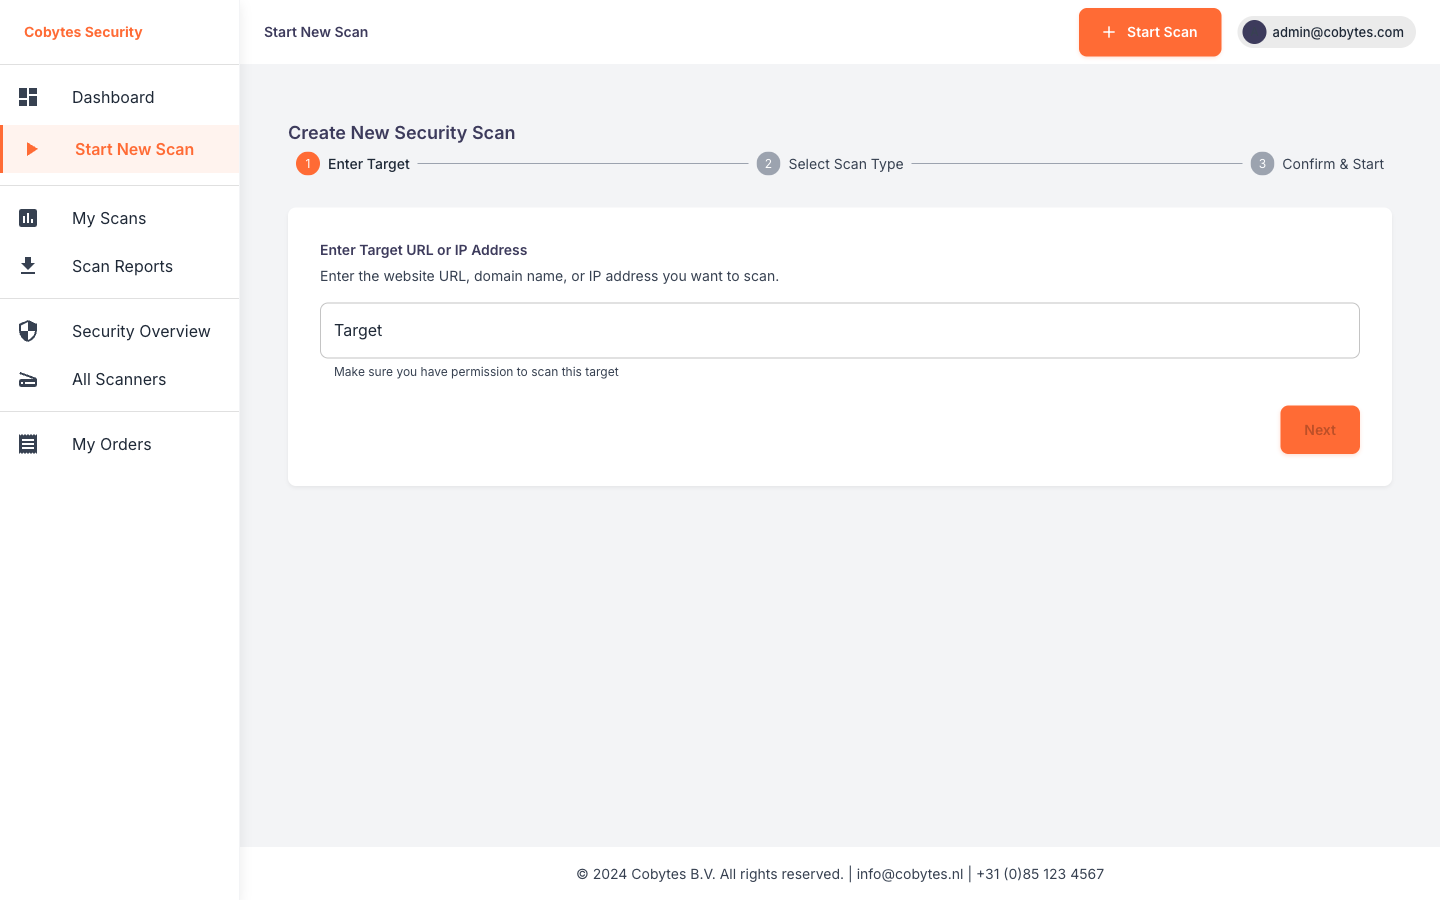 Cobytes Security
Start New Scan
Start Scan
admin@cobytes.com
Dashboard
Start New Scan
My Scans
Scan Reports
Security Overview
All Scanners
My Orders
Create New Security Scan
1 Enter Target
2 Select Scan Type
3 Confirm & Start
Enter Target URL or IP Address
Enter the website URL, domain name, or IP address you want to scan.
Target
Make sure you have permission to scan this target
Next
© 2024 Cobytes B.V. All rights reserved. | info@cobytes.nl | +31 (0)85 123 4567